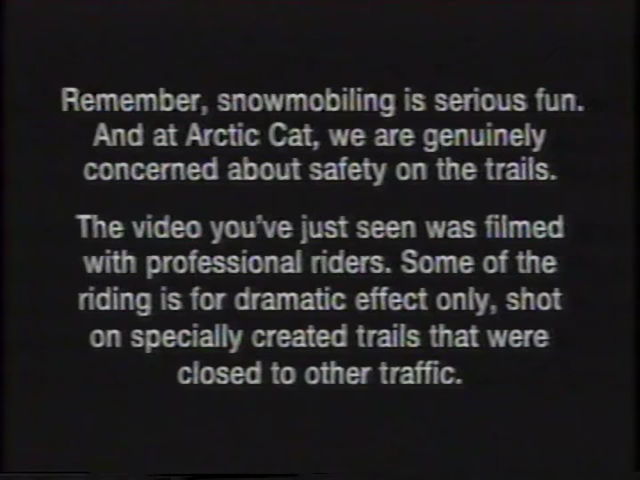 Remember, snowmobiling is serious fun.
And at Arctic Cat, we are genuinely
concerned about safety on the trails.
The video you've just seen was filmed
with professional riders. Some of the
riding is for dramatic effect only, shot
on specially created trails that were
closed to other traffic.